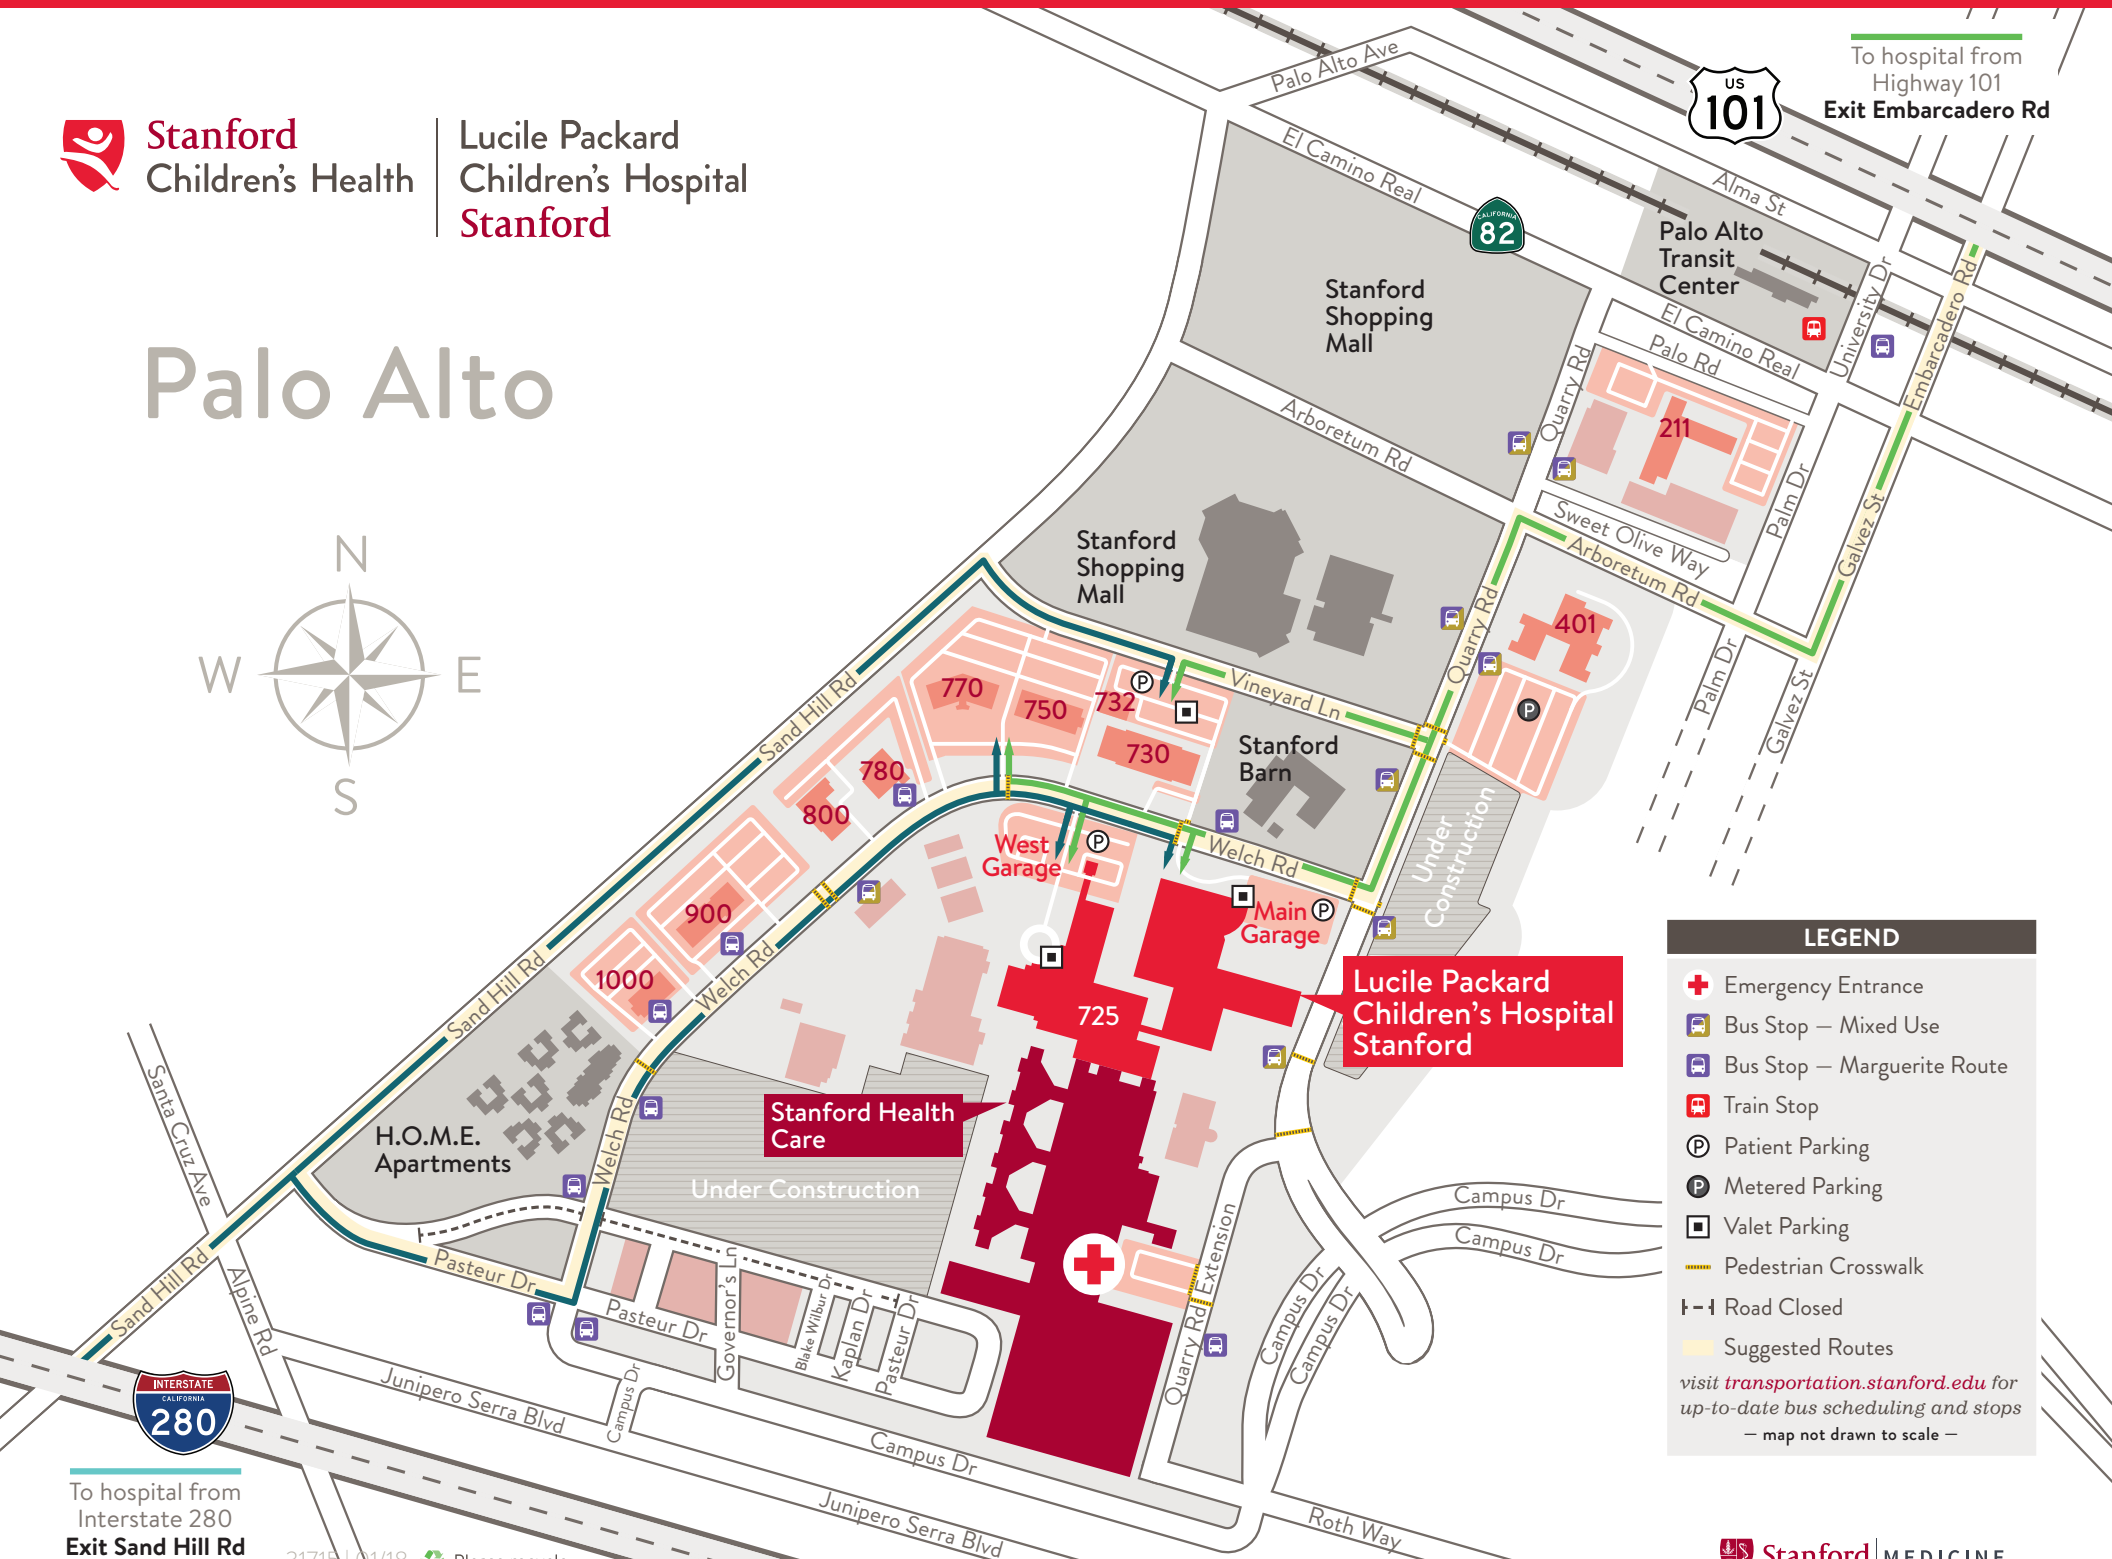 Stanford
Children's Health
Lucile Packard
Children's Hospital
Stanford
Palo Alto
N
W
E
S
US
101
To hospital from
Highway 101
Exit Embarcadero Rd
Palo Alto Ave
El Camino Real
CALIFORNIA
82
Alma St
Palo Alto
Transit
Center
University Dr
Embarcadero Rd
El Camino Real
Palo Rd
Stanford
Shopping
Mall
Quarry Rd
211
Arboretum Rd
Palm Dr
Galvez St
Sweet Olive Way
Arboretum Rd
Stanford
Shopping
Mall
Quarry Rd
401
P
Palm Dr
Galvez St
Sand Hill Rd
770
750
732
P
730
Vineyard Ln
Stanford
Barn
780
800
Under
Construction
West
Garage
P
Welch Rd
Main
Garage
P
900
1000
Welch Rd
Sand Hill Rd
725
Lucile Packard
Children's Hospital
Stanford
Santa Cruz Ave
H.O.M.E.
Apartments
Welch Rd
Stanford Health
Care
Under Construction
Campus Dr
Campus Dr
Sand Hill Rd
Alpine Rd
Pasteur Dr
Pasteur Dr
Governor's Ln
Blake Wilbur Dr
Kaplan Dr
Pasteur Dr
Quarry Rd Extension
Campus Dr
Campus Dr
Junipero Serra Blvd
Campus Dr
Campus Dr
Junipero Serra Blvd
Roth Way
INTERSTATE
CALIFORNIA
280
To hospital from
Interstate 280
Exit Sand Hill Rd
LEGEND
Emergency Entrance
Bus Stop — Mixed Use
Bus Stop — Marguerite Route
Train Stop
P Patient Parking
P Metered Parking
Valet Parking
Pedestrian Crosswalk
Road Closed
Suggested Routes
visit transportation.stanford.edu for
up-to-date bus scheduling and stops
— map not drawn to scale —
Stanford MEDICINE